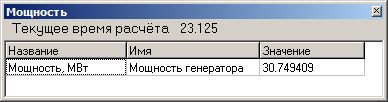 Мощность
Текущее время расчёта 23.125
Название Имя Значение
Мощность, МВт Мощность генератора 30.749409